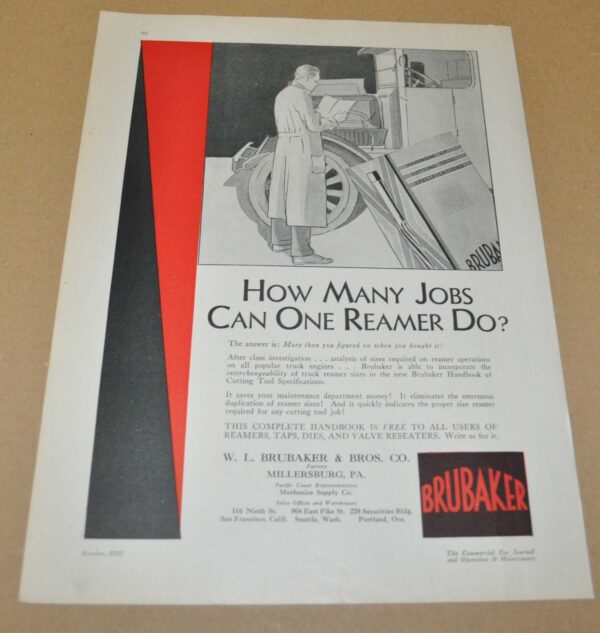 BRUBA
HOW MANY JOBS
CAN ONE REAMER DO?
The answer is: More than you figured on when you bought it!
After close investigation . . . analysis of sizes required on reamer operations
on all popular truck engines . . . Brubaker is able to incorporate the
interchangeability of truck reamer sizes in the new Brubaker Handbook of
Cutting Tool Specifications.
It saves your maintenance department money! It eliminates the enormous
duplication of reamer sizes! And it quickly indicates the proper size reamer
required for any cutting tool job!
THIS COMPLETE HANDBOOK IS FREE TO ALL USERS OF
REAMERS, TAPS, DIES, AND VALVE RESEATERS. Write us for it.
W. L. BRUBAKER & BROS. CO.
Factory
MILLERSBURG, PA.
Pacific Coast Representatives
Mechanics Supply Co.
Sales Offices and Warehouses
116 Ninth St. 904 East Pike St. 228 Securities Bldg.
San Francisco, Calif. Seattle, Wash. Portland, Ore.
BRUBAKER
October, 1930
The Commercial Car Journal
and Operation & Maintenance